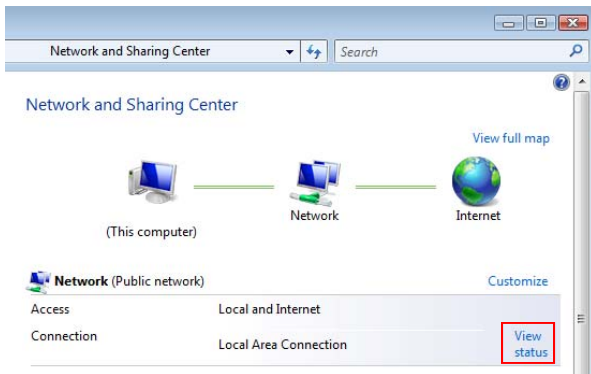 Network and Sharing Center
Search
Network and Sharing Center
View full map
(This computer)
Network
Internet
Network (Public network)
Customize
Access
Local and Internet
Connection
Local Area Connection
View
status